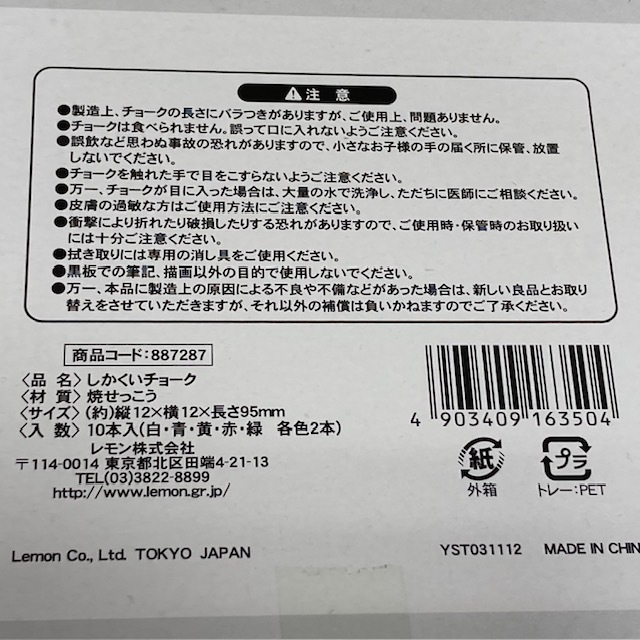 注意
●製造上、チョークの長さにバラつきがありますが、ご使用上、問題ありません。
●チョークは食べられません。誤って口に入れないようご注意ください。
●誤飲など思わぬ事故の恐れがありますので、小さなお子様の手の届く所に保管、放置
しないでください。
●チョークを触れた手で目をこすらないようご注意ください。
●万一、チョークが目に入った場合は、大量の水で洗浄し、ただちに医師にご相談ください。
●皮膚の過敏な方はご使用方法にご注意ください。
●衝撃により折れたり破損したりする恐れがありますので、ご使用時・保管時のお取り扱い
には十分ご注意ください。
●拭き取りには専用の消し具をご使用ください。
●黒板での筆記、描画以外の目的で使用しないでください。
●万一、本品に製造上の原因による不良や不備などがあった場合は、新しい良品とお取り
替えをさせていただきますが、それ以外の補償は負いかねますのでご了承ください。
商品コード:887287
〈品 名〉しかくいチョーク
〈材 質〉焼せっこう
〈サイズ〉(約)縦12×横12×長さ95mm
〈入 数〉10本入(白・青・黄・赤・緑 各色2本)
レモン株式会社
〒114-0014 東京都北区田端4-21-13
TEL(03)3822-8899
http://www.lemon.gr.jp/
4 903409 163504
紙
外箱
プラ
トレー:PET
Lemon Co., Ltd. TOKYO JAPAN
YST031112 MADE IN CHIN